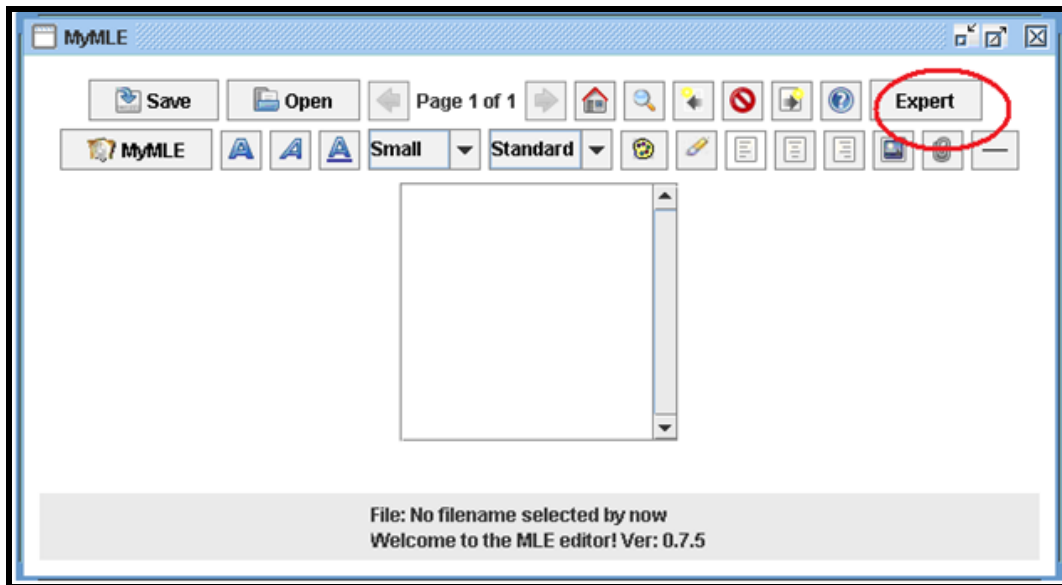 MyMLE
Save Open Page 1 of 1 Expert
MyMLE Small Standard
File: No filename selected by now
Welcome to the MLE editor! Ver: 0.7.5